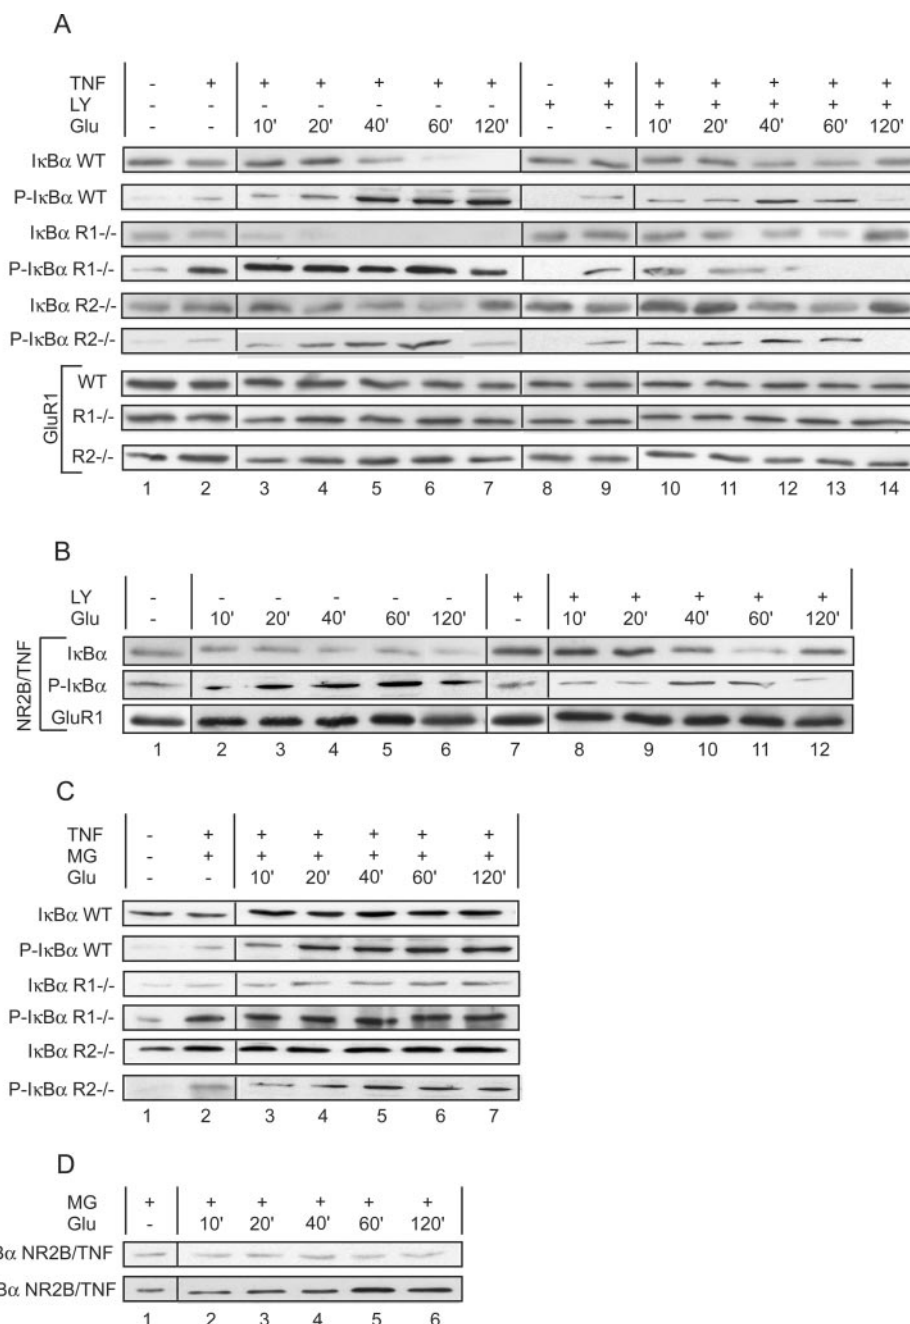 A
TNF - + + + + + + - + + + + + +
LY - - - - - - - + + + + + + +
Glu - - 10' 20' 40' 60' 120' - - 10' 20' 40' 60' 120'
IκBα WT
P-IκBα WT
IκBα R1-/-
P-IκBα R1-/-
IκBα R2-/-
P-IκBα R2-/-
GluR1
WT
R1-/-
R2-/-
1 2 3 4 5 6 7 8 9 10 11 12 13 14
B
LY - - - - - - + + + + + +
Glu - 10' 20' 40' 60' 120' - 10' 20' 40' 60' 120'
NR2B/TNF
IκBα
P-IκBα
GluR1
1 2 3 4 5 6 7 8 9 10 11 12
C
TNF - + + + + + +
MG - + + + + + +
Glu - - 10' 20' 40' 60' 120'
IκBα WT
P-IκBα WT
IκBα R1-/-
P-IκBα R1-/-
IκBα R2-/-
P-IκBα R2-/-
1 2 3 4 5 6 7
D
MG + + + + + +
Glu - 10' 20' 40' 60' 120'
Bα NR2B/TNF
Bα NR2B/TNF
1 2 3 4 5 6